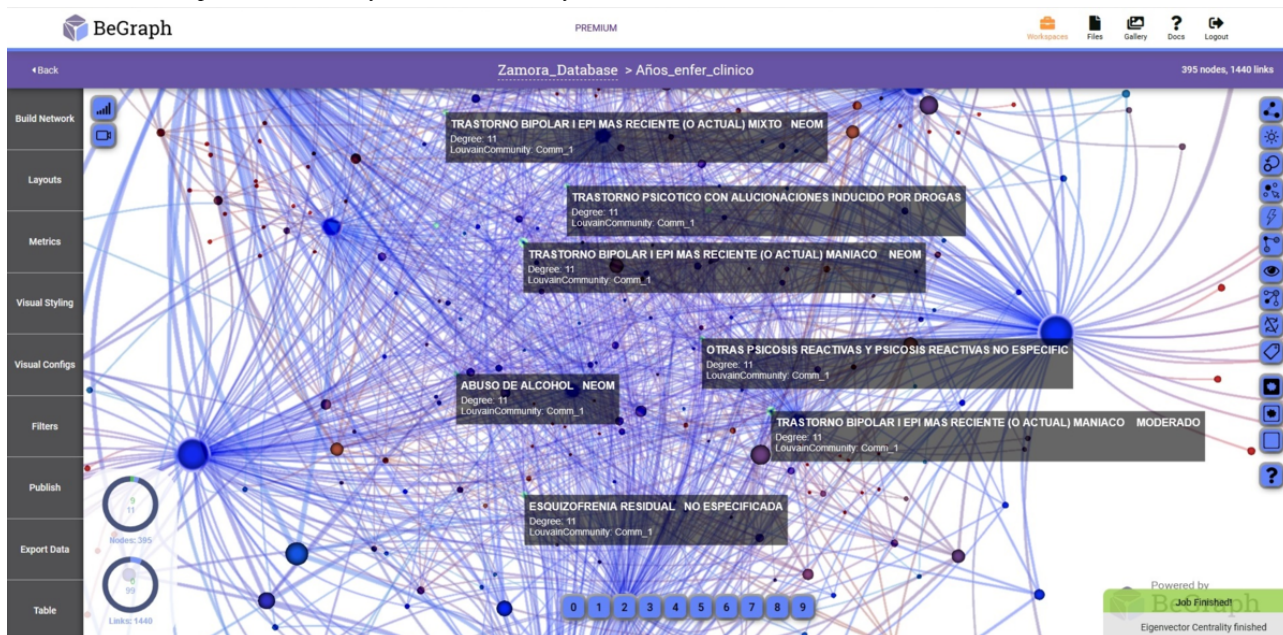 BeGraph
PREMIUM
Workspaces
Files
Gallery
Docs
Logout
Back
Zamora_Database > Años_enfer_clinico
395 nodes, 1440 links
Build Network
Layouts
Metrics
Visual Styling
Visual Configs
Filters
Publish
Export Data
Table
TRASTORNO BIPOLAR I EPI MAS RECIENTE (O ACTUAL) MIXTO NEOM
Degree: 11
LouvainCommunity: Comm_1
TRASTORNO PSICOTICO CON ALUCIONACIONES INDUCIDO POR DROGAS
Degree: 11
LouvainCommunity: Comm_1
TRASTORNO BIPOLAR I EPI MAS RECIENTE (O ACTUAL) MANIACO NEOM
Degree: 11
LouvainCommunity: Comm_1
OTRAS PSICOSIS REACTIVAS Y PSICOSIS REACTIVAS NO ESPECIFIC
Degree: 11
LouvainCommunity: Comm_1
ABUSO DE ALCOHOL NEOM
Degree: 11
LouvainCommunity: Comm_1
TRASTORNO BIPOLAR I EPI MAS RECIENTE (O ACTUAL) MANIACO MODERADO
Degree: 11
LouvainCommunity: Comm_1
ESQUIZOFRENIA RESIDUAL NO ESPECIFICADA
Degree: 11
LouvainCommunity: Comm_1
9
11
Nodes: 395
99
Links: 1440
0 1 2 3 4 5 6 7 8 9
Powered by
BeGraph
Job Finished!
Eigenvector Centrality finished